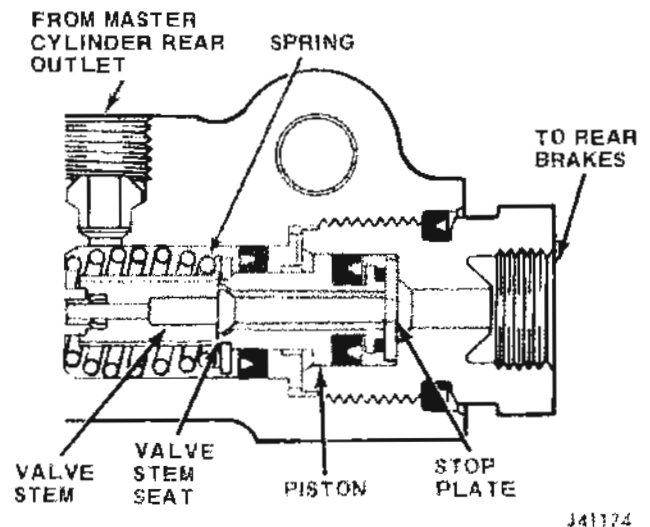 FROM MASTER
CYLINDER REAR
OUTLET
SPRING
TO REAR
BRAKES
VALVE
STEM
VALVE
STEM
SEAT
PISTON
STOP
PLATE
J41174